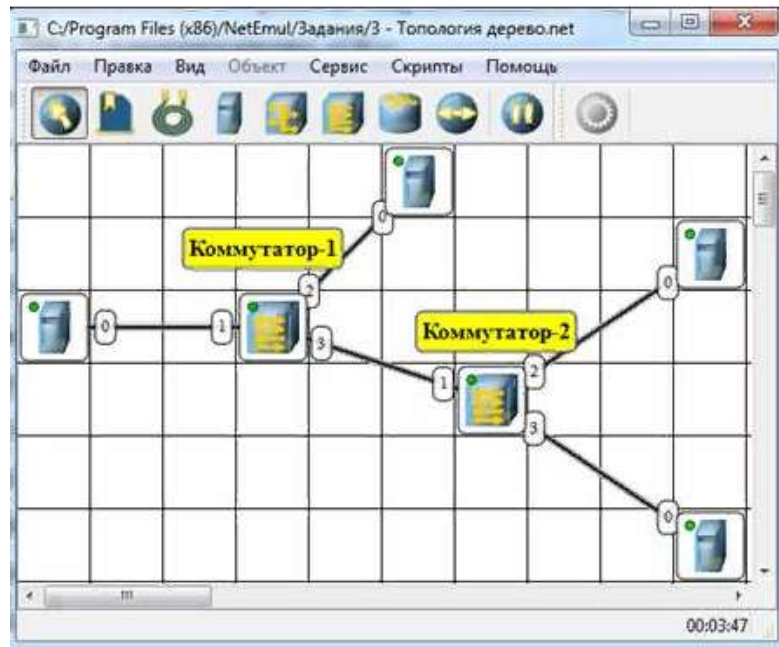 C:/Program Files (x86)/NetEmul/Задания/3 - Топология дерево.net
Файл Правка Вид Объект Сервис Скрипты Помощь
0
Коммутатор-1
2
0
0 1
3
Коммутатор-2
1
2
3
0
00:03:47